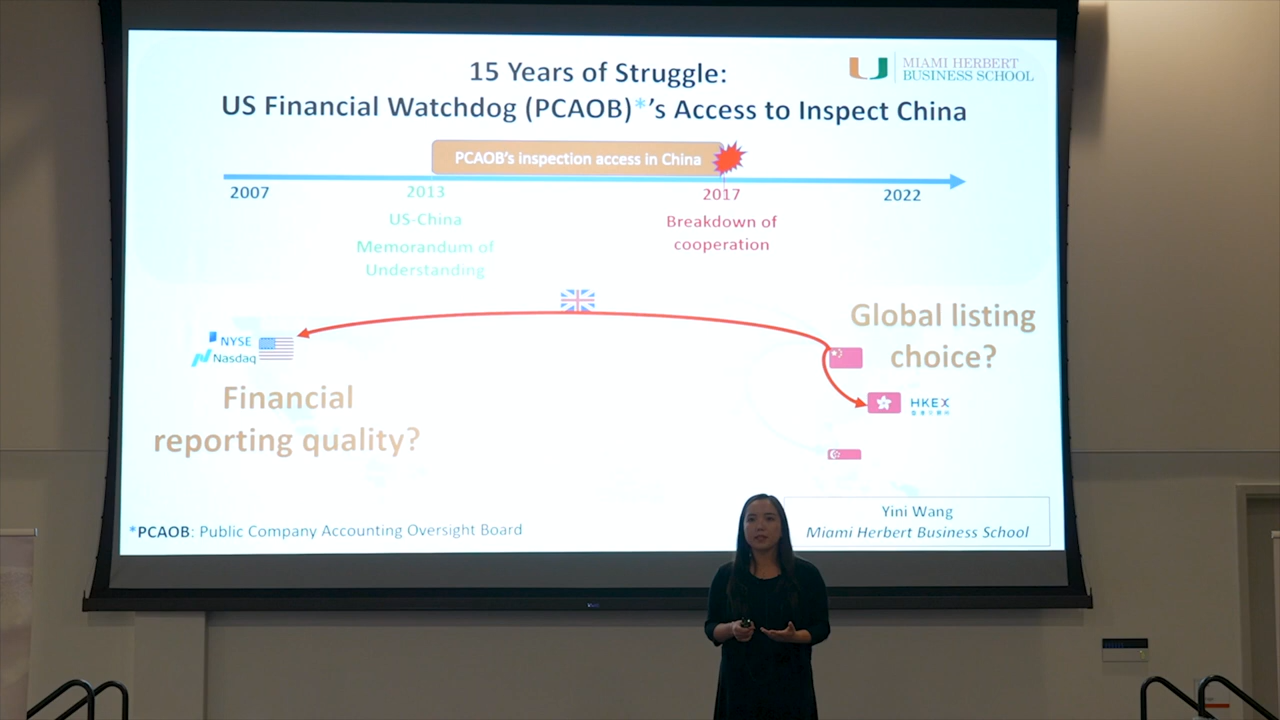 15 Years of Struggle:
US Financial Watchdog (PCAOB)*'s Access to Inspect China
MIAMI HERBERT
BUSINESS SCHOOL
PCAOB's inspection access in China
2007
2013
2017
2022
US-China
Memorandum of
Understanding
Breakdown of
cooperation
NYSE
Nasdaq
Global listing
choice?
HKEX
Financial
reporting quality?
*PCAOB: Public Company Accounting Oversight Board
Yini Wang
Miami Herbert Business School